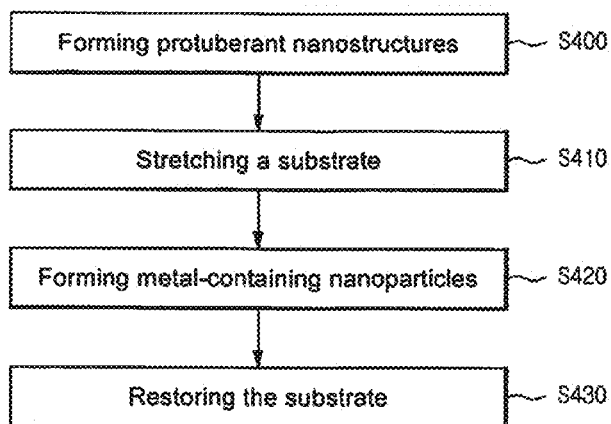 Forming protuberant nanostructures S400
Stretching a substrate S410
Forming metal-containing nanoparticles S420
Restoring the substrate S430